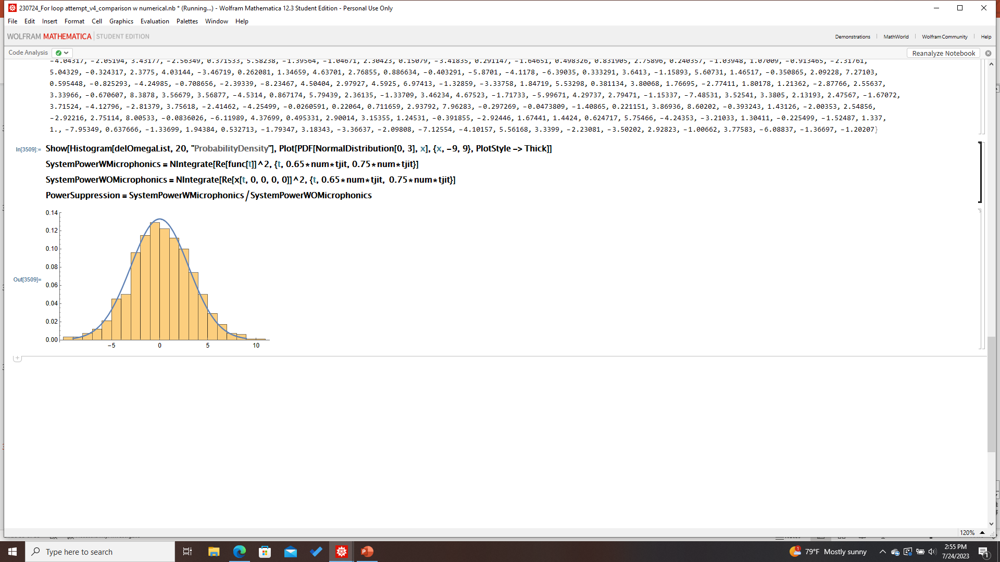 230724_For loop attempt_v4_comparison w numerical.nb * (Running...) - Wolfram Mathematica 12.3 Student Edition - Personal Use Only
File Edit Insert Format Cell Graphics Evaluation Palettes Window Help
WOLFRAM MATHEMATICA STUDENT EDITION
Demonstrations MathWorld Wolfram Community Help
Code Analysis
Reanalyze Notebook
-4.04317, -2.05194, 3.43177, -2.56349, 0.371533, 5.58238, -1.39564, -1.04671, 2.30423, 0.15079, -3.41835, 0.291147, -1.64651, 0.498326, 0.831905, 2.75896, 0.240357, -1.03948, 1.07009, -0.913465, -2.31761,
5.04329, -0.324317, 2.3775, 4.03144, -3.46719, 0.262081, 1.34659, 4.63701, 2.76855, 0.886634, -0.403291, -5.8701, -4.1178, -6.39035, 0.333291, 3.6413, -1.15893, 5.60731, 1.46517, -0.350865, 2.09228, 7.27103,
0.595448, -0.825293, -4.24985, -0.708656, -2.39339, -8.23467, 4.50404, 2.97927, 4.5925, 6.97413, -1.32859, -3.33758, 1.84719, 5.53298, 0.381134, 3.80068, 1.76695, -2.77411, 1.80178, 1.21362, -2.87766, 2.55637,
3.33966, -0.670607, 8.3878, 3.56679, 3.56877, -4.5314, 0.867174, 5.79439, 2.36135, -1.33709, 3.46234, 4.67523, -1.71733, -5.99671, 4.29737, 2.79471, -1.15337, -7.48531, 3.52541, 3.3805, 2.13193, 2.47567, -1.67072,
3.71524, -4.12796, -2.81379, 3.75618, -2.41462, -4.25499, -0.0260591, 0.22064, 0.711659, 2.93792, 7.96283, -0.297269, -0.0473809, -1.40865, 0.221151, 3.86936, 8.60202, -0.393243, 1.43126, -2.00353, 2.54856,
-2.92216, 2.75114, 8.00533, -0.0836026, -6.11989, 4.37699, 0.495331, 2.90014, 3.15355, 1.24531, -0.391855, -2.92446, 1.67441, 1.4424, 0.624717, 5.75466, -4.24353, -3.21033, 1.30411, -0.225499, -1.52487, 1.337,
1., -7.95349, 0.637666, -1.33699, 1.94384, 0.532713, -1.79347, 3.18343, -3.36637, -2.09808, -7.12554, -4.10157, 5.56168, 3.3399, -2.23081, -3.50202, 2.92823, -1.00662, 3.77583, -6.08837, -1.36697, -1.20207}
In[3509]:= Show[Histogram[delOmegaList, 20, "ProbabilityDensity"], Plot[PDF[NormalDistribution[0, 3], x], {x, -9, 9}, PlotStyle -> Thick]]
SystemPowerWMicrophonics = NIntegrate[Re[func[t]]^2, {t, 0.65*num*tjit, 0.75*num*tjit}]
SystemPowerWOMicrophonics = NIntegrate[Re[x[t, 0, 0, 0, 0]]^2, {t, 0.65*num*tjit, 0.75*num*tjit}]
PowerSuppression = SystemPowerWMicrophonics/SystemPowerWOMicrophonics
0.14
0.12
0.10
0.08
Out[3509]=
0.06
0.04
0.02
0.00
-5 0 5 10
120%
Type here to search
79°F Mostly sunny
2:55 PM
7/24/2023